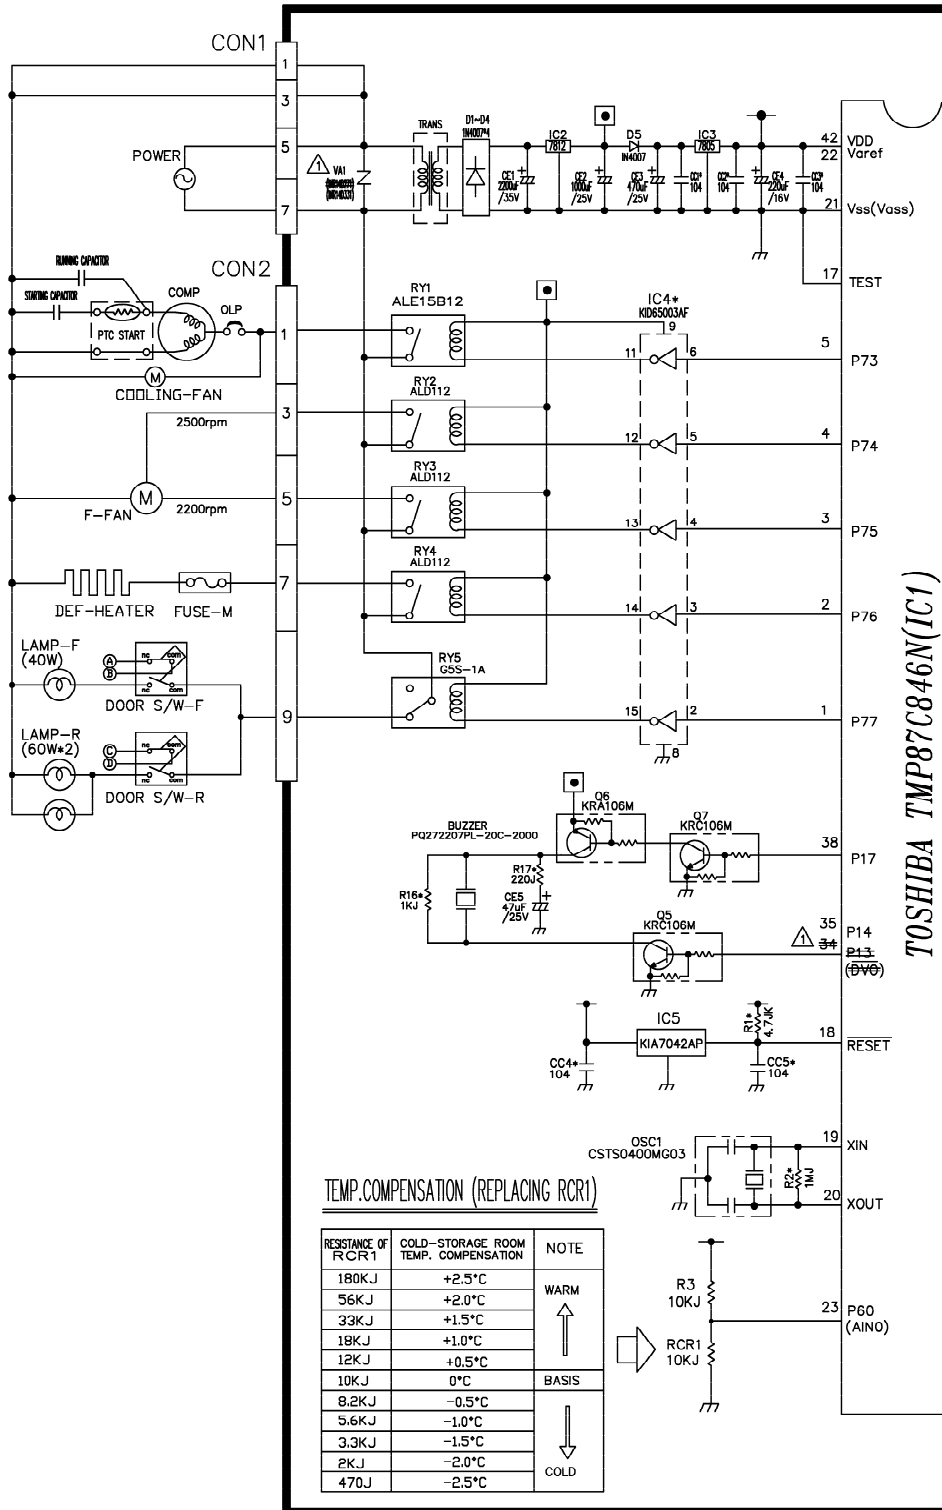 CON1
1
3
5
7
POWER
1
VA1
TRANS
D1~D4
1N4007*4
CE1
2200uF
/35V
IC2
7812
CE2
1000uF
/25V
D5
IN4007
CE3
470uF
/25V
CC1*
104
IC3
7805
CC2*
104
CE4
220uF
/16V
CC3*
104
42
VDD
22
Varef
21
Vss(Vass)
17
TEST
CON2
RUNNING CAPACITOR
STARTING CAPACITOR
PTC START
COMP
OLP
1
M
COOLING-FAN
RY1
ALE15B12
IC4*
KID65003AF
9
11
6
5
P73
2500rpm
3
RY2
ALD112
12
5
4
P74
M
F-FAN
2200rpm
5
RY3
ALD112
13
4
3
P75
DEF-HEATER
FUSE-M
7
RY4
ALD112
14
3
2
P76
LAMP-F
(40W)
A
B
nc
com
nc
com
DOOR S/W-F
9
RY5
G5S-1A
15
2
1
P77
8
LAMP-R
(60W*2)
C
D
nc
com
nc
com
DOOR S/W-R
TOSHIBA TMP87C846N(IC1)
BUZZER
PQ272207PL-20C-2000
R16*
1KJ
R17*
220J
CE5
47uF
/25V
Q6
KRA106M
Q7
KRC106M
38
P17
Q5
KRC106M
1
35
P14
34
P13
(DVO)
CC4*
104
IC5
KIA7042AP
R1*
4.7JK
CC5*
104
18
RESET
OSC1
CSTS0400MG03
R2*
1MJ
19
XIN
20
XOUT
R3
10KJ
RCR1
10KJ
23
P60
(AIN0)
TEMP.COMPENSATION (REPLACING RCR1)
RESISTANCE OF
RCR1
COLD-STORAGE ROOM
TEMP. COMPENSATION
NOTE
180KJ +2.5°C
56KJ +2.0°C
33KJ +1.5°C
18KJ +1.0°C
12KJ +0.5°C
WARM
10KJ 0°C BASIS
8.2KJ -0.5°C
5.6KJ -1.0°C
3.3KJ -1.5°C
2KJ -2.0°C
470J -2.5°C
COLD